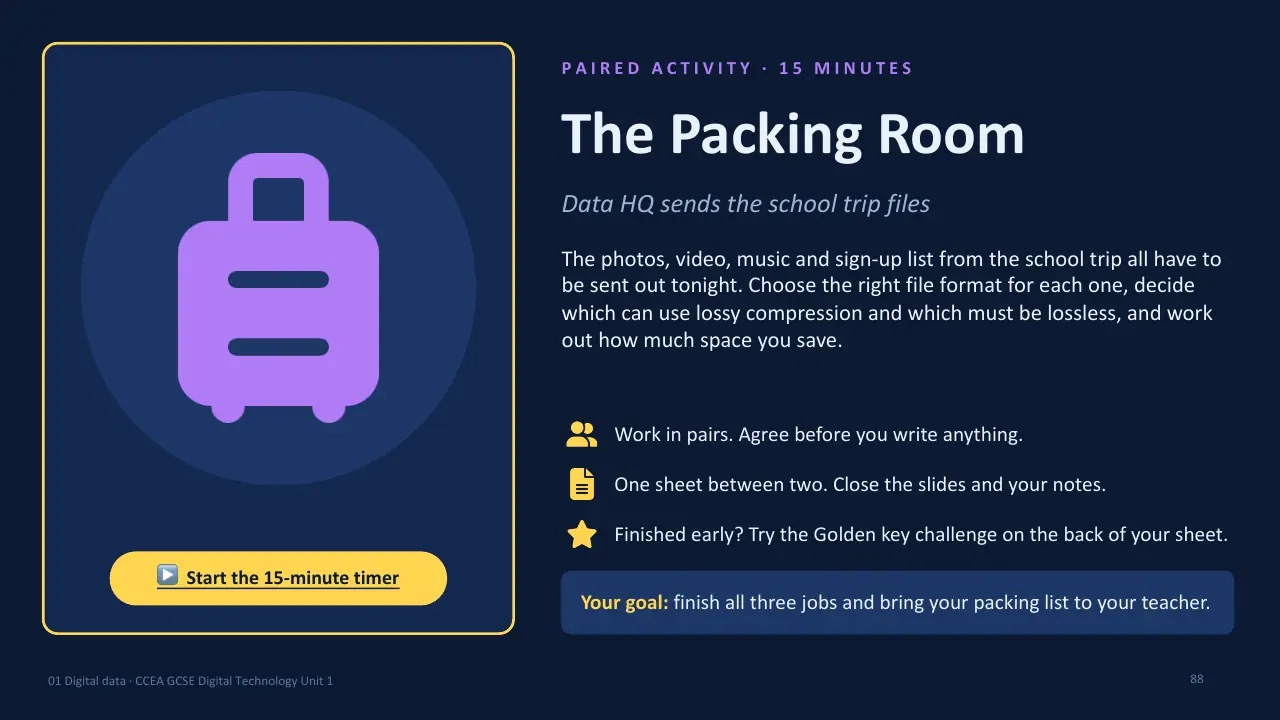 PAIRED ACTIVITY · 15 MINUTES
The Packing Room
Data HQ sends the school trip files
The photos, video, music and sign-up list from the school trip all have to
be sent out tonight. Choose the right file format for each one, decide
which can use lossy compression and which must be lossless, and work
out how much space you save.
Work in pairs. Agree before you write anything.
One sheet between two. Close the slides and your notes.
Finished early? Try the Golden key challenge on the back of your sheet.
Start the 15-minute timer
Your goal: finish all three jobs and bring your packing list to your teacher.
01 Digital data · CCEA GCSE Digital Technology Unit 1
88